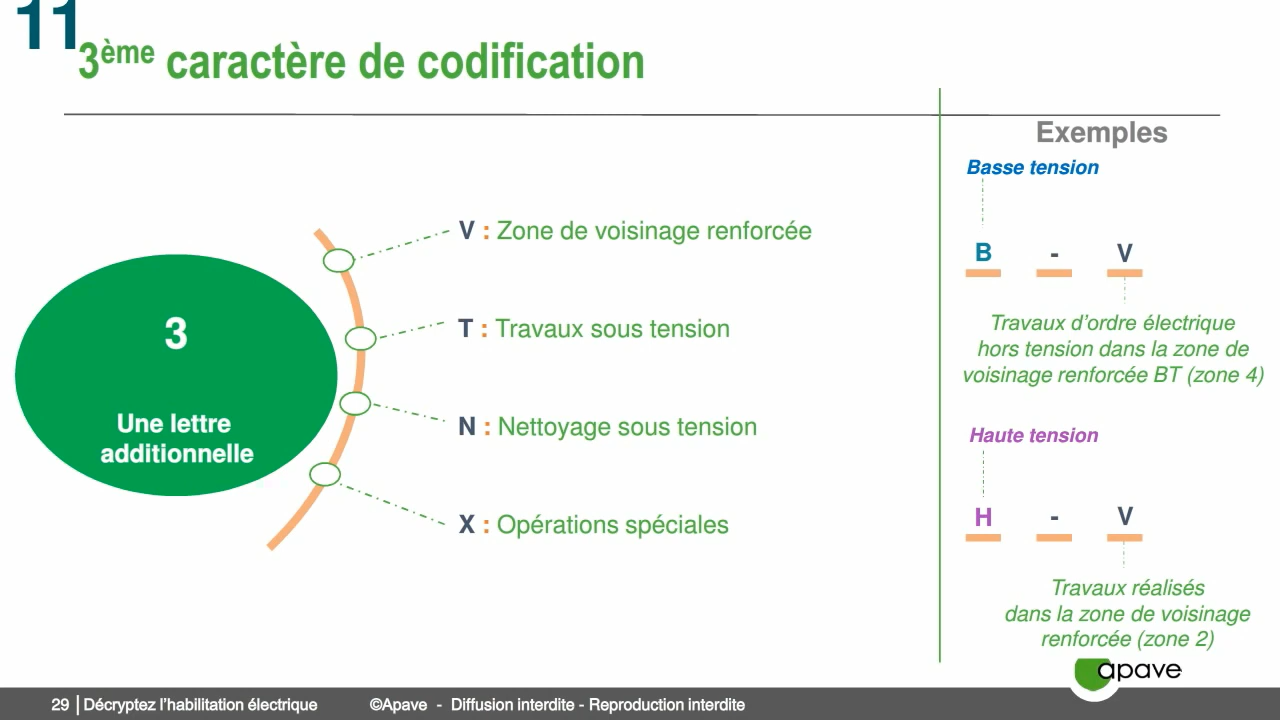 11
3ème caractère de codification
3
Une lettre
additionnelle
V : Zone de voisinage renforcée
T : Travaux sous tension
N : Nettoyage sous tension
X : Opérations spéciales
Exemples
Basse tension
B - V
Travaux d’ordre électrique
hors tension dans la zone de
voisinage renforcée BT (zone 4)
Haute tension
H - V
Travaux réalisés
dans la zone de voisinage
renforcée (zone 2)
apave
29 | Décryptez l’habilitation électrique ©Apave - Diffusion interdite - Reproduction interdite